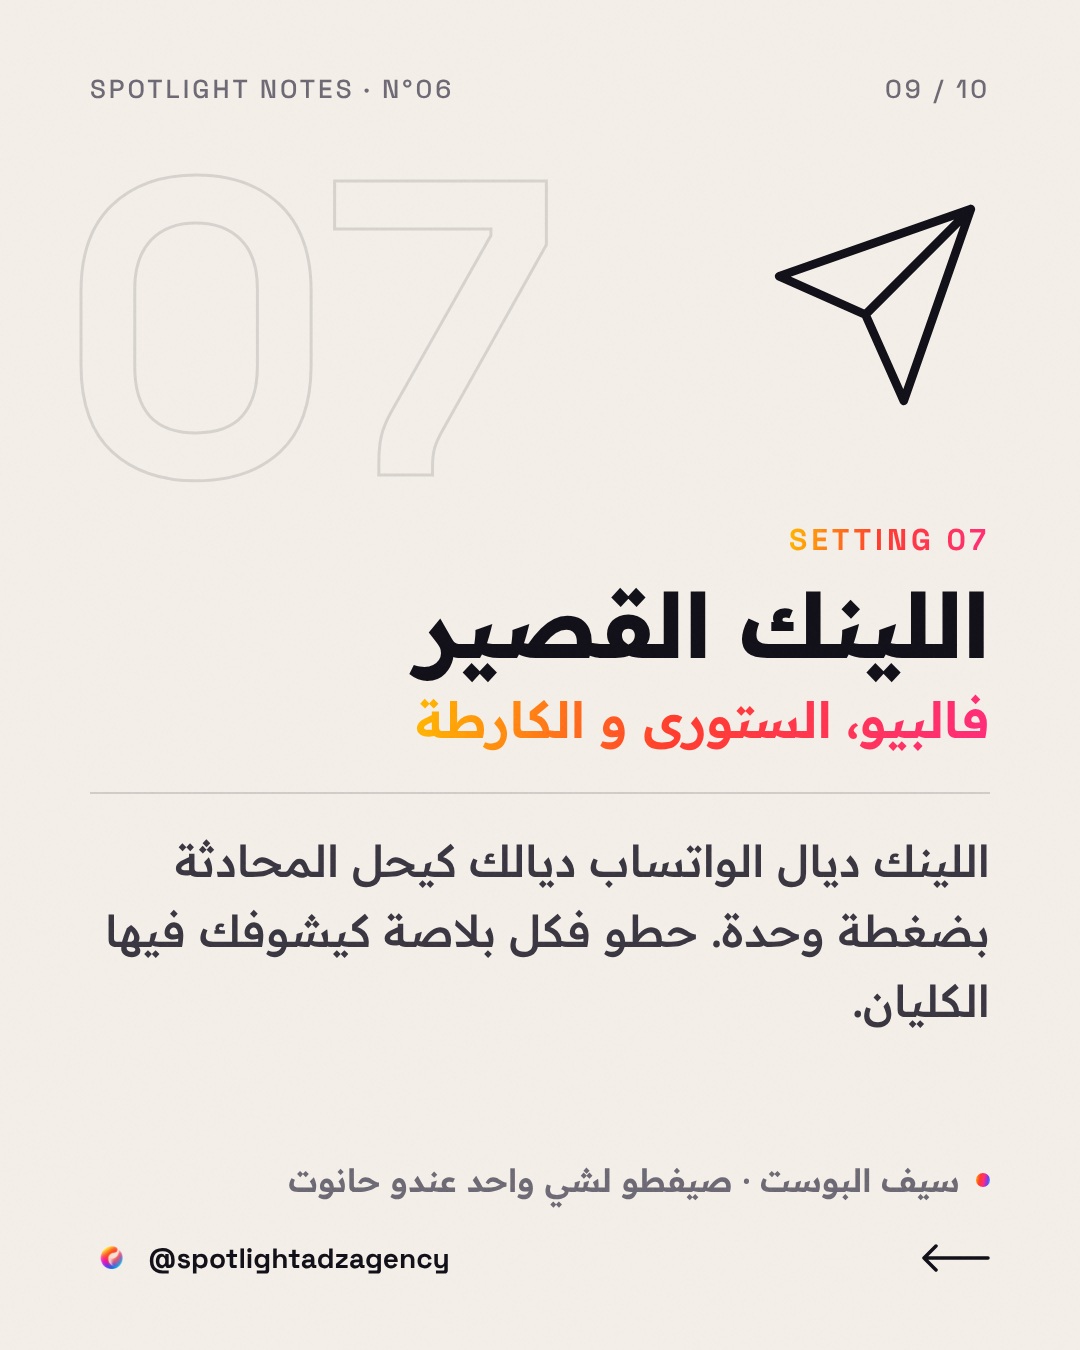 SPOTLIGHT NOTES · N°06
09 / 10
07
SETTING 07
اللينك القصير
فالبيو، الستورى و الكارطة
اللينك ديال الواتساب ديالك كيحل المحادثة
بضغطة وحدة. حطو فكل بلاصة كيشوفك فيها
الكليان.
سيف البوست · صيفطو لشي واحد عندو حانوت
@spotlightadzagency